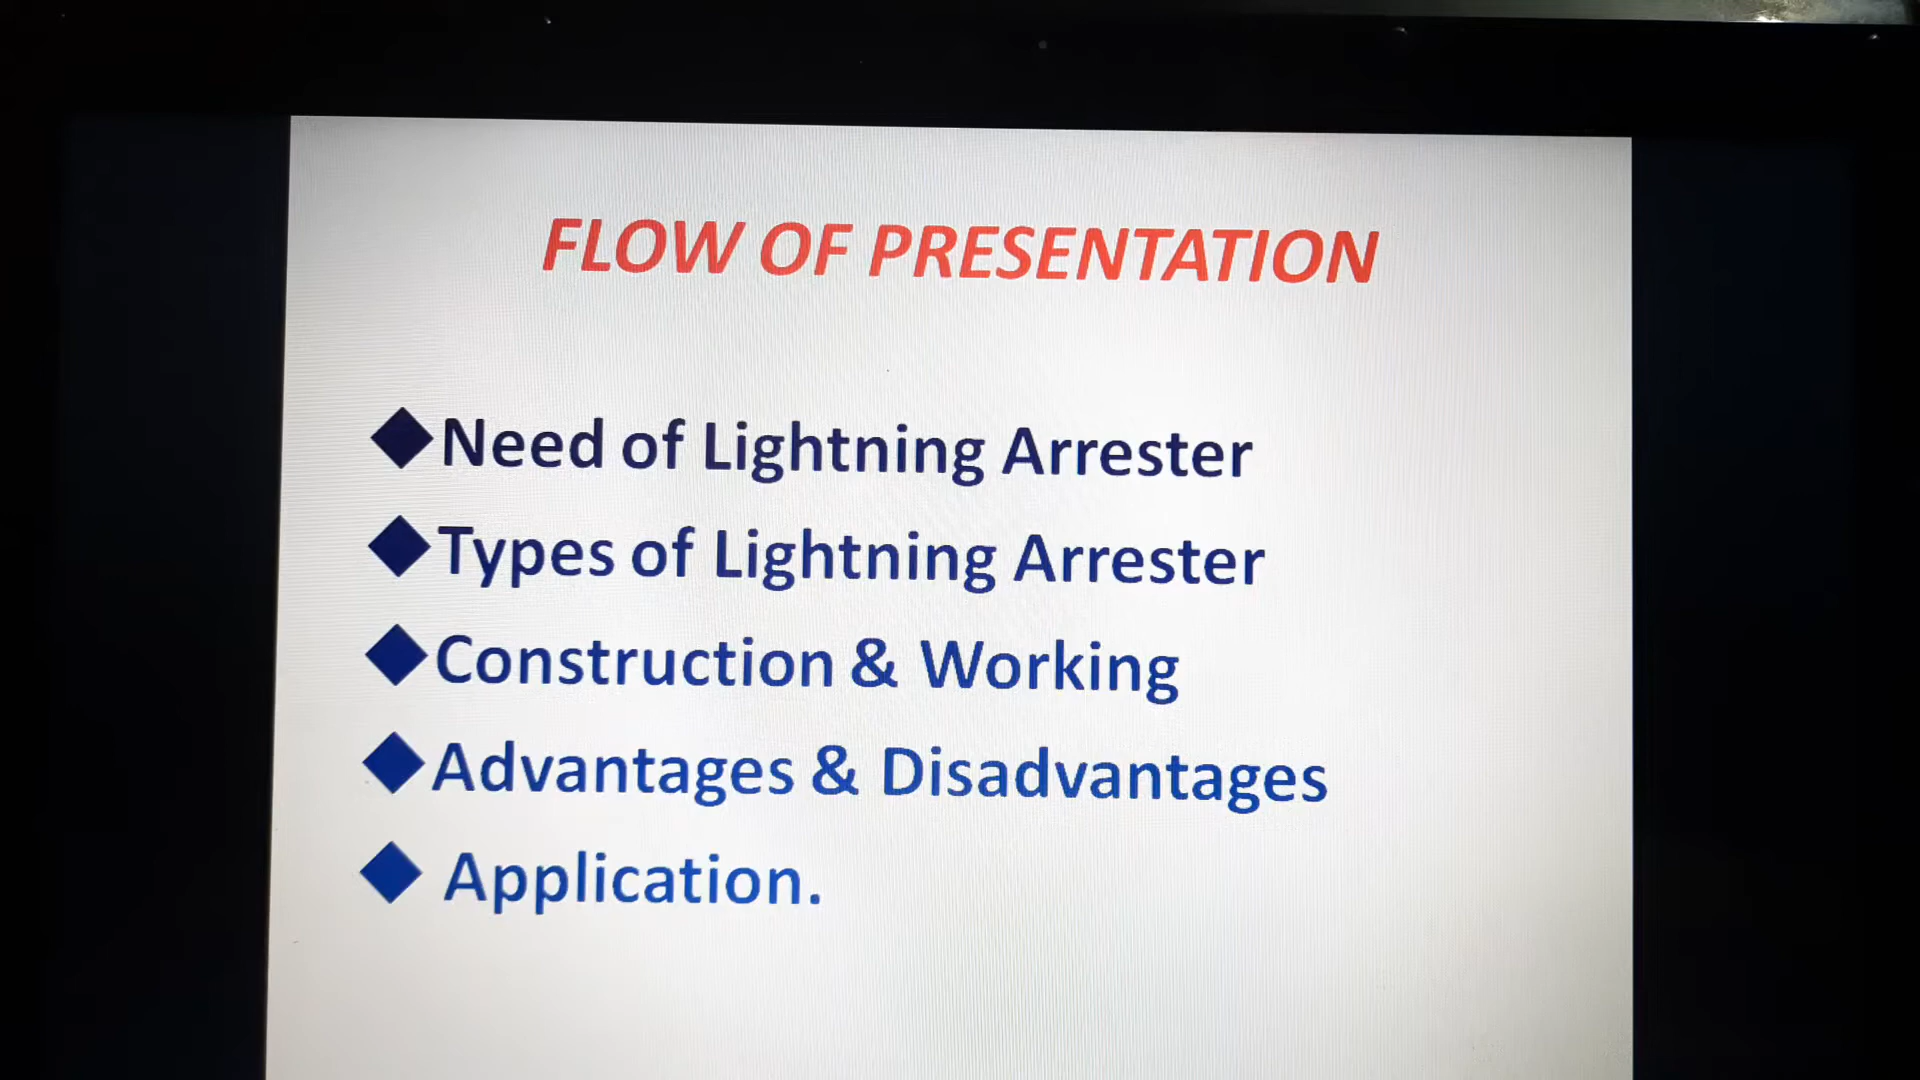 FLOW OF PRESENTATION
◆Need of Lightning Arrester
◆Types of Lightning Arrester
◆Construction & Working
◆Advantages & Disadvantages
◆ Application.